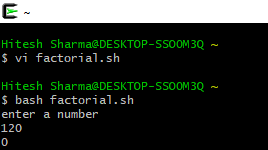 ~
Hitesh Sharma@DESKTOP-SSOOM3Q ~
$ vi factorial.sh
Hitesh Sharma@DESKTOP-SSOOM3Q ~
$ bash factorial.sh
enter a number
120
0